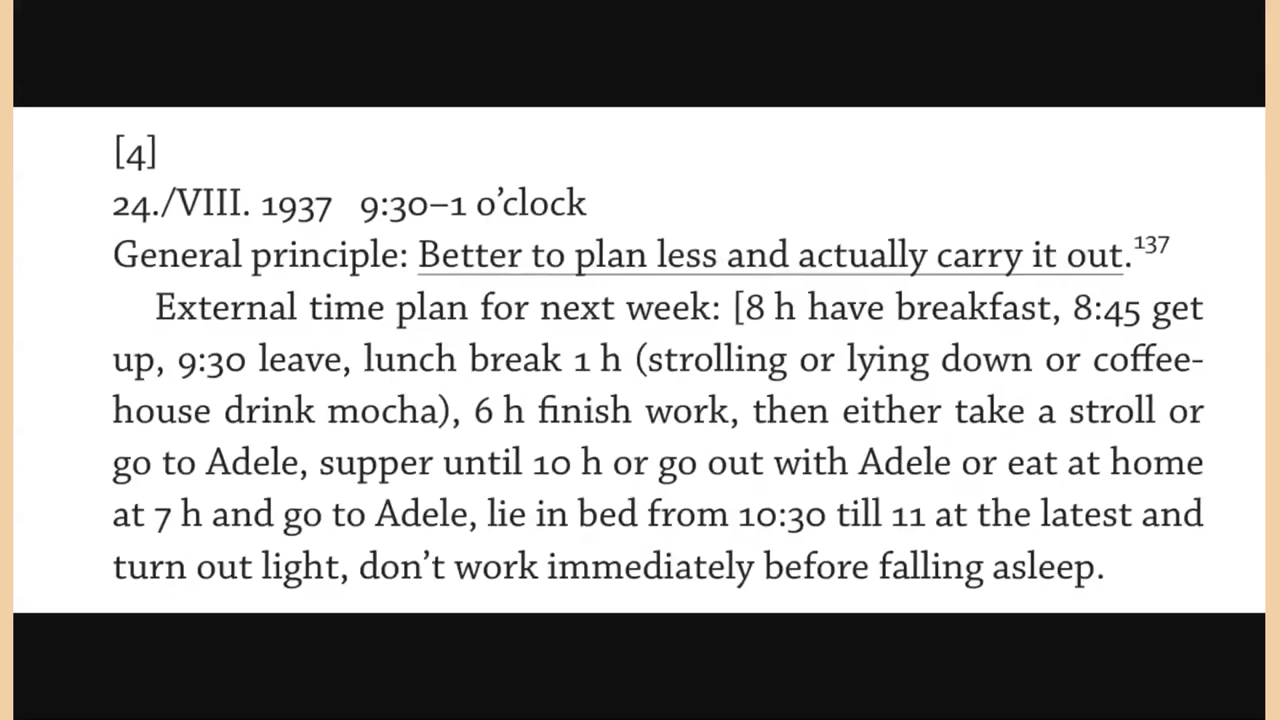 [4]
24./VIII. 1937 9:30–1 o’clock
General principle: Better to plan less and actually carry it out.¹³⁷
External time plan for next week: [8 h have breakfast, 8:45 get
up, 9:30 leave, lunch break 1 h (strolling or lying down or coffee-
house drink mocha), 6 h finish work, then either take a stroll or
go to Adele, supper until 10 h or go out with Adele or eat at home
at 7 h and go to Adele, lie in bed from 10:30 till 11 at the latest and
turn out light, don’t work immediately before falling asleep.